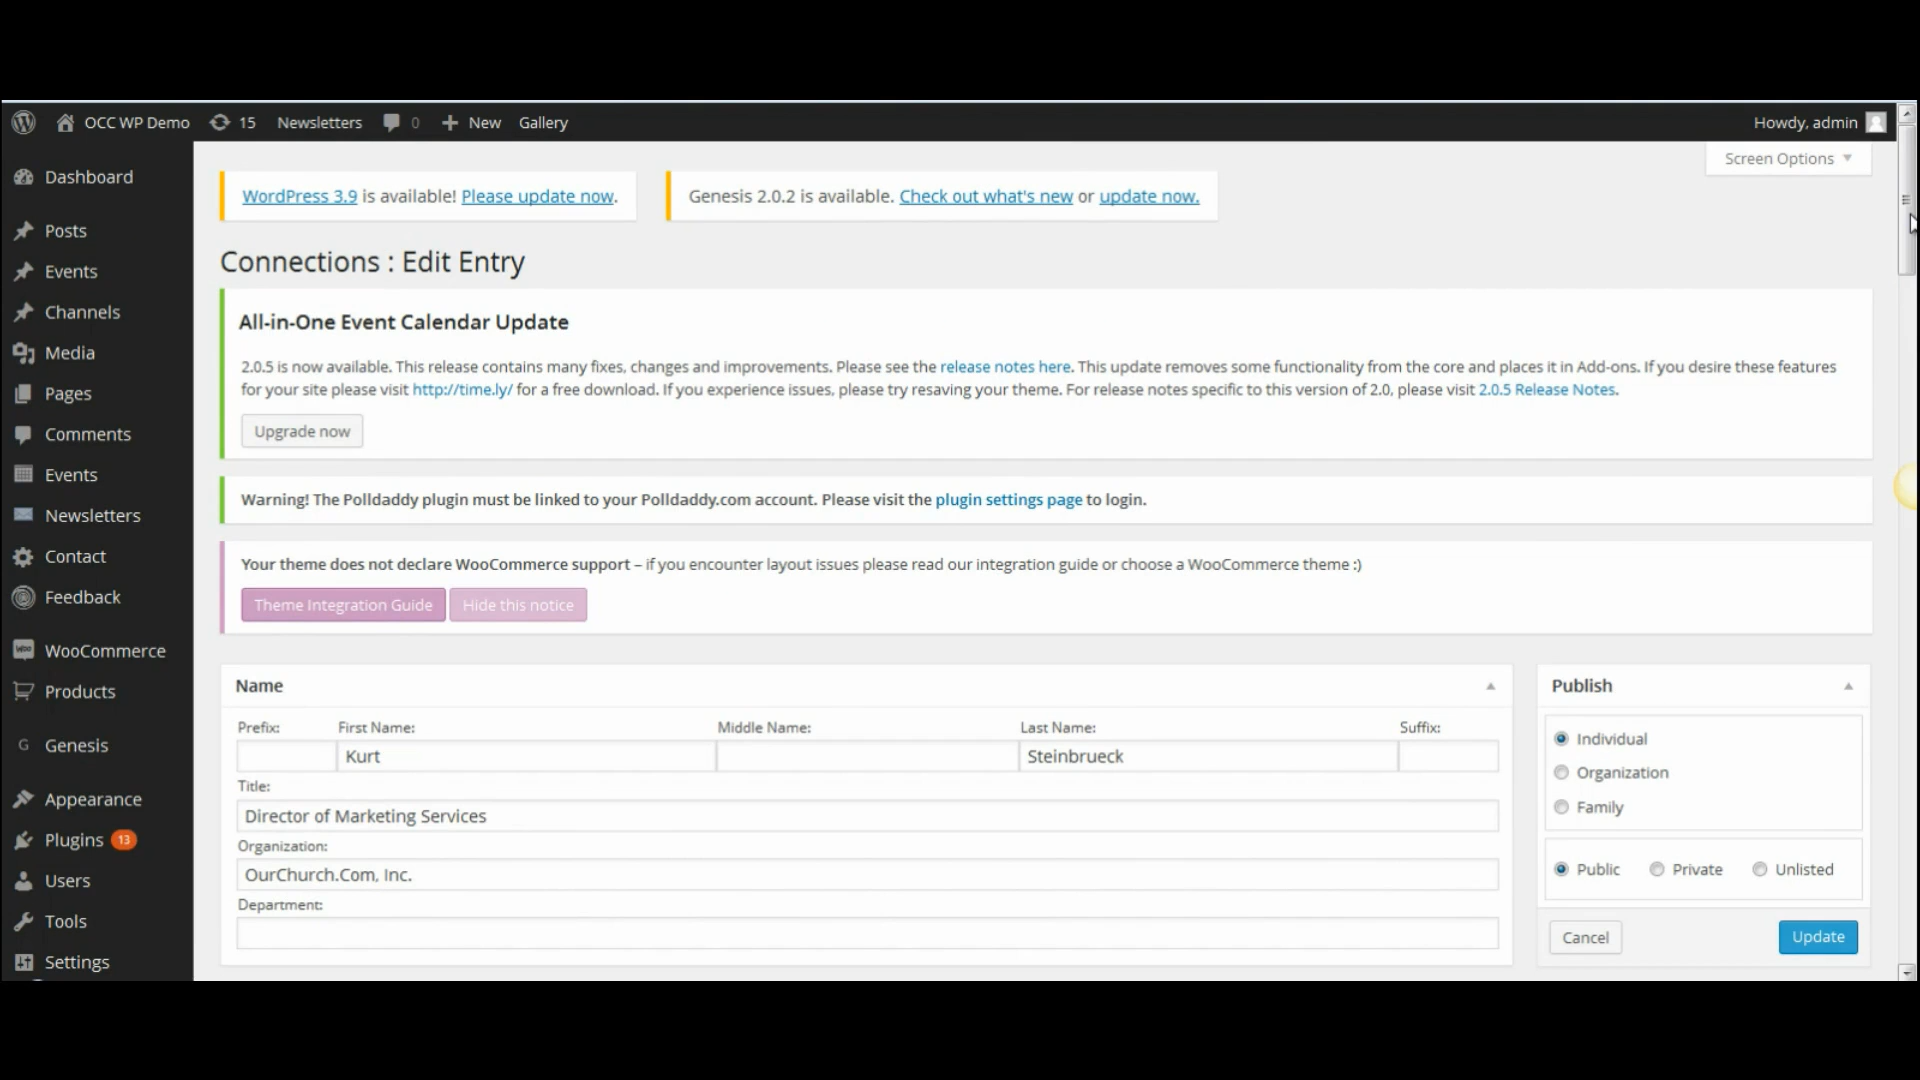 OCC WP Demo 15 Newsletters 0 New Gallery Howdy, admin
Screen Options
Dashboard
Posts
Events
Channels
Media
Pages
Comments
Events
Newsletters
Contact
Feedback
WooCommerce
Products
Genesis
Appearance
Plugins 13
Users
Tools
Settings
WordPress 3.9 is available! Please update now.
Genesis 2.0.2 is available. Check out what's new or update now.
Connections : Edit Entry
All-in-One Event Calendar Update
2.0.5 is now available. This release contains many fixes, changes and improvements. Please see the release notes here. This update removes some functionality from the core and places it in Add-ons. If you desire these features
for your site please visit http://time.ly/ for a free download. If you experience issues, please try resaving your theme. For release notes specific to this version of 2.0, please visit 2.0.5 Release Notes.
Upgrade now
Warning! The Polldaddy plugin must be linked to your Polldaddy.com account. Please visit the plugin settings page to login.
Your theme does not declare WooCommerce support – if you encounter layout issues please read our integration guide or choose a WooCommerce theme :)
Theme Integration Guide Hide this notice
Name
Prefix: First Name: Middle Name: Last Name: Suffix:
Kurt Steinbrueck
Title:
Director of Marketing Services
Organization:
OurChurch.Com, Inc.
Department:
Publish
Individual
Organization
Family
Public Private Unlisted
Cancel Update